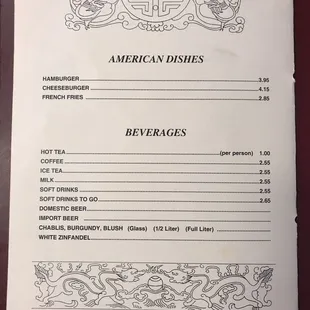 AMERICAN DISHES
HAMBURGER 3.95
CHEESEBURGER 4.15
FRENCH FRIES 2.85
BEVERAGES
HOT TEA (per person) 1.00
COFFEE 2.55
ICE TEA 2.55
MILK 2.55
SOFT DRINKS 2.55
SOFT DRINKS TO GO 2.65
DOMESTIC BEER
IMPORT BEER
CHABLIS, BURGUNDY, BLUSH (Glass) (1/2 Liter) (Full Liter)
WHITE ZINFANDEL